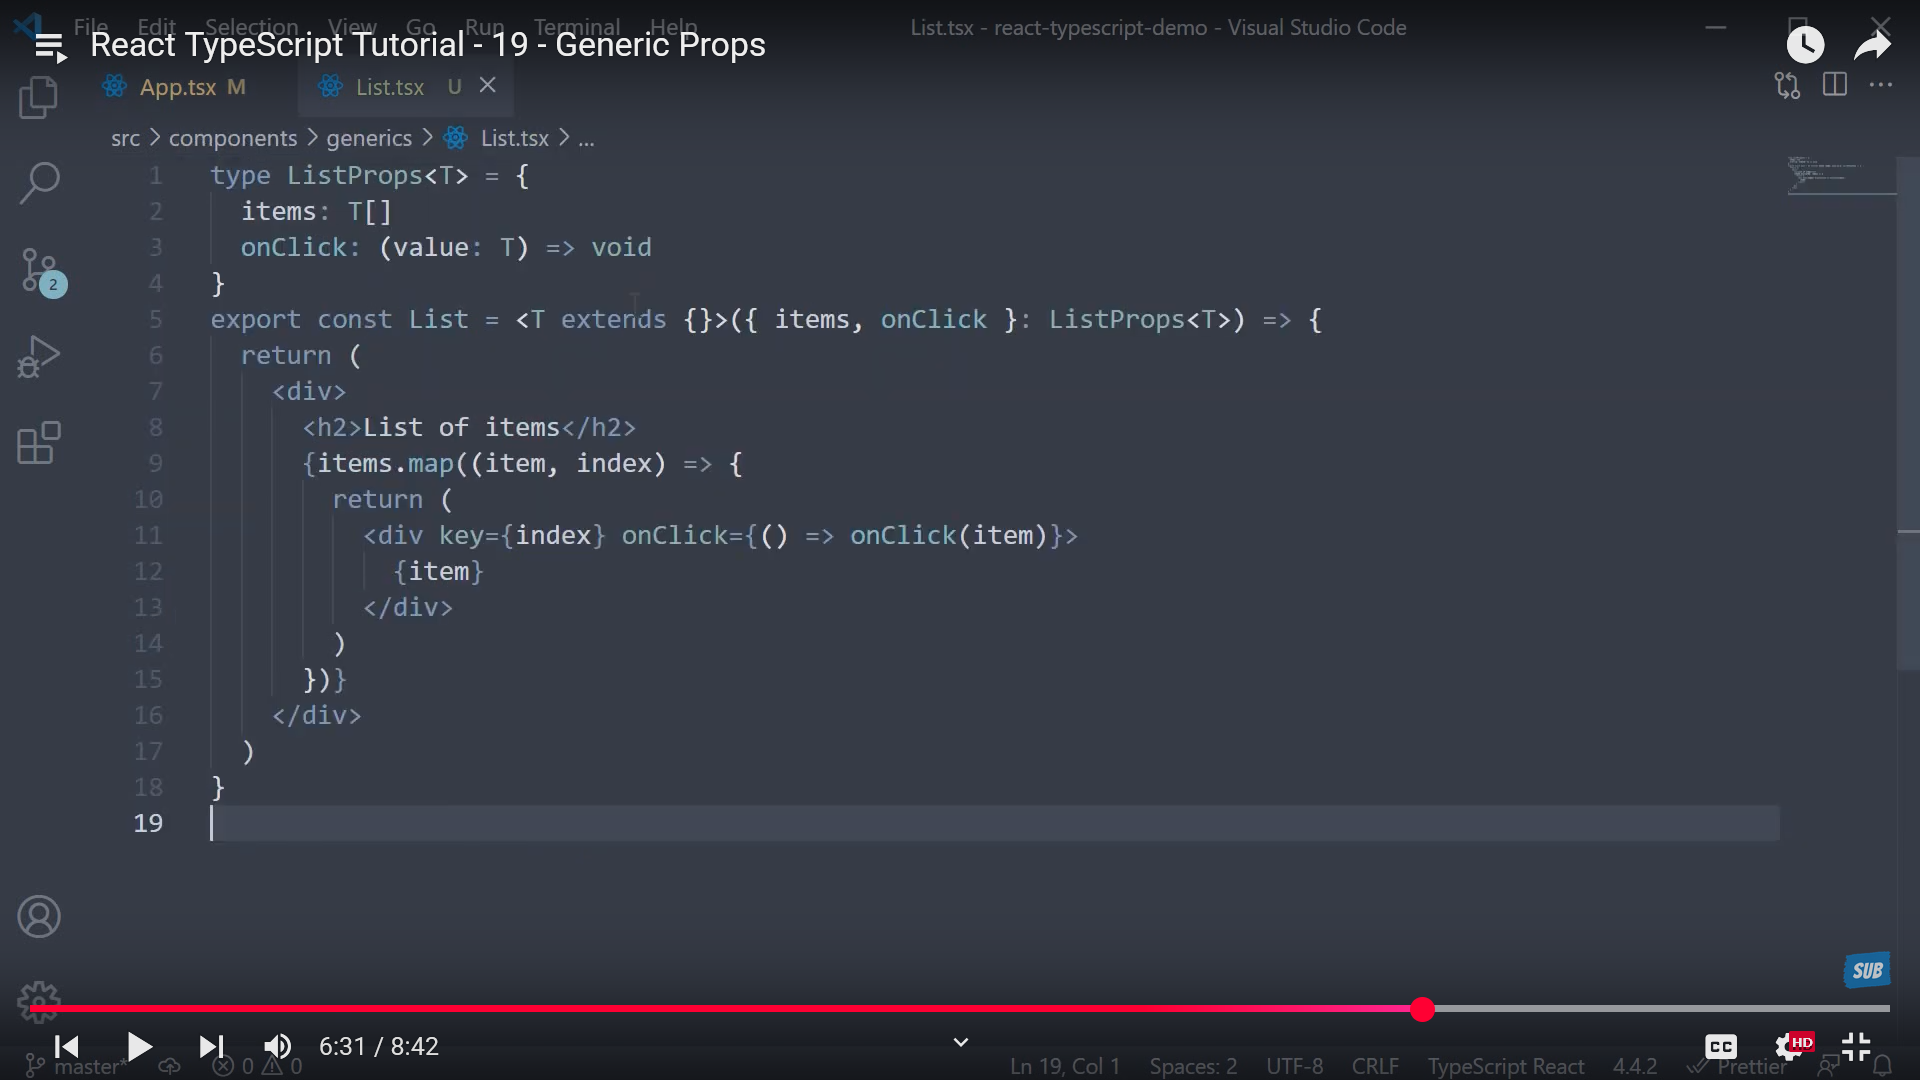 File Edit Selection View Go Run Terminal Help List.tsx - react-typescript-demo - Visual Studio Code
React TypeScript Tutorial - 19 - Generic Props
App.tsx M List.tsx U
src > components > generics > List.tsx > ...
1 type ListProps<T> = {
2 items: T[]
3 onClick: (value: T) => void
4 }
5 export const List = <T extends {}>({ items, onClick }: ListProps<T>) => {
6 return (
7 <div>
8 <h2>List of items</h2>
9 {items.map((item, index) => {
10 return (
11 <div key={index} onClick={() => onClick(item)}>
12 {item}
13 </div>
14 )
15 })}
16 </div>
17 )
18 }
19
2
SUB
6:31 / 8:42
CC HD
master* 0 0 Ln 19, Col 1 Spaces: 2 UTF-8 CRLF TypeScript React 4.4.2 Prettier